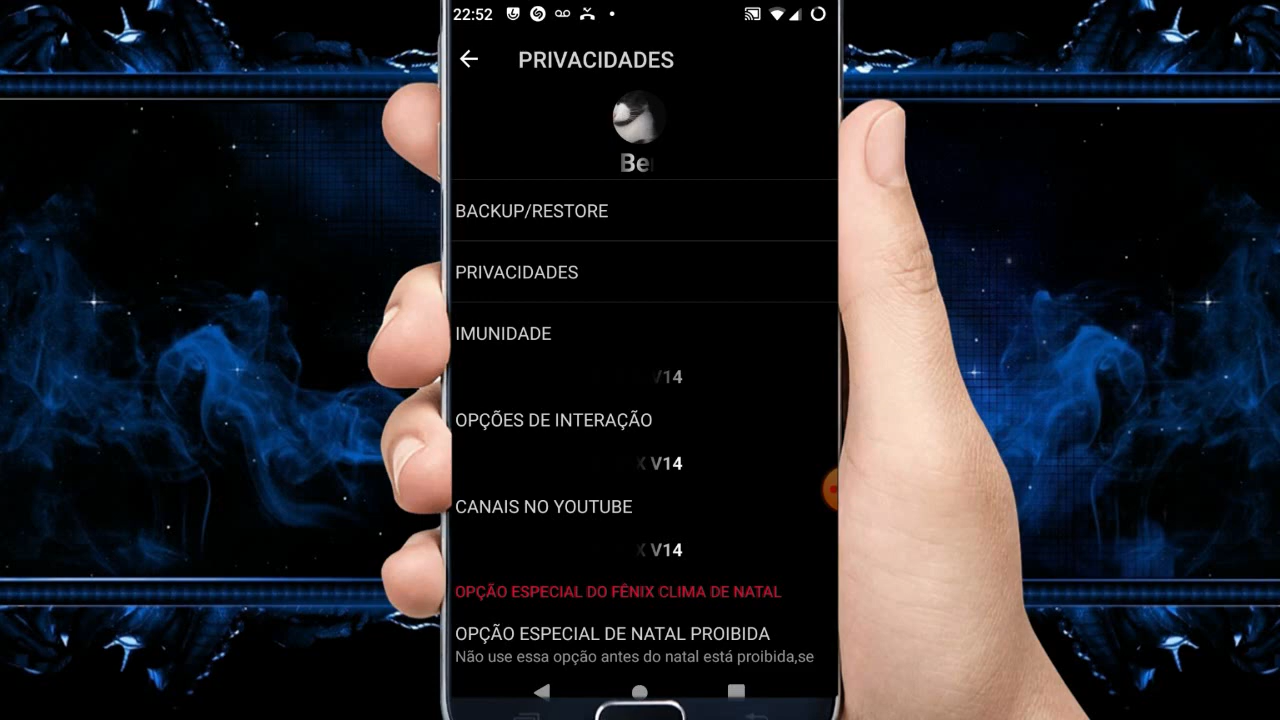 22:52
PRIVACIDADES
BACKUP/RESTORE
PRIVACIDADES
IMUNIDADE
V14
OPÇÕES DE INTERAÇÃO
X V14
CANAIS NO YOUTUBE
X V14
OPÇÃO ESPECIAL DO FÊNIX CLIMA DE NATAL
OPÇÃO ESPECIAL DE NATAL PROIBIDA
Não use essa opção antes do natal está proibida,se